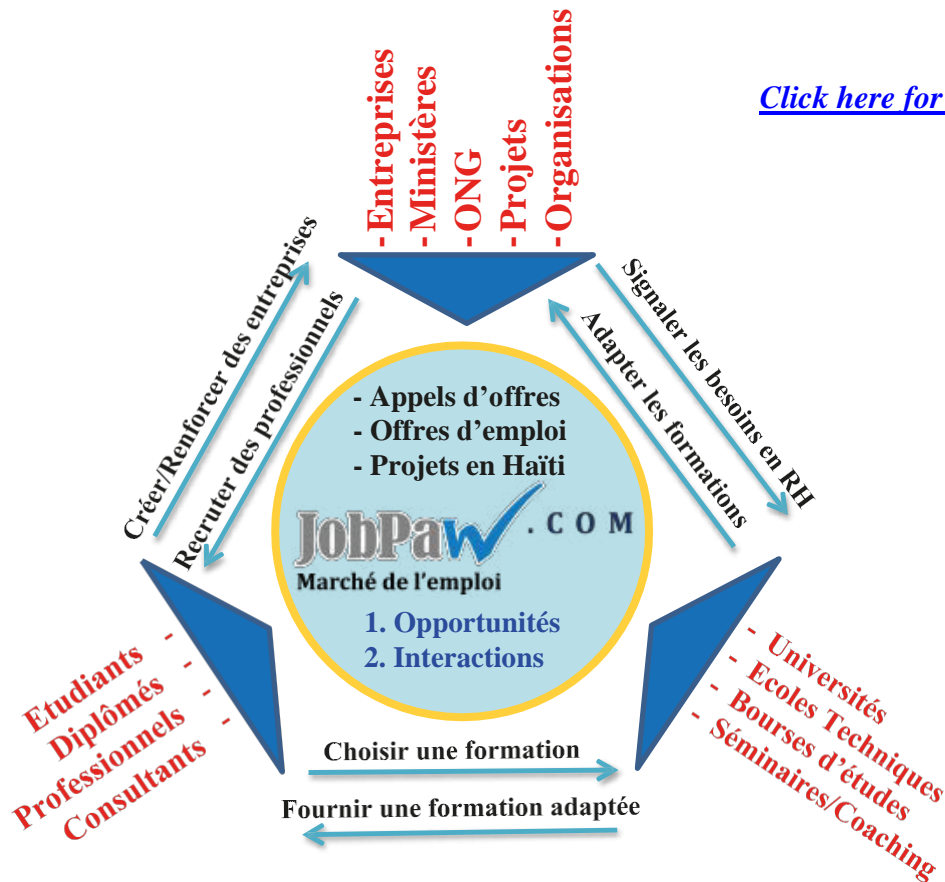 - Entreprises
- Ministères
- ONG
- Projets
- Organisations
Click here for
Créer/Renforcer des entreprises
Recruter des professionnels
Signaler les besoins en RH
Adapter les formations
- Appels d’offres
- Offres d’emploi
- Projets en Haïti
JobPaw.COM
Marché de l'emploi
1. Opportunités
2. Interactions
Etudiants -
Diplômés -
Professionnels -
Consultants -
- Universités
- Ecoles Techniques
- Bourses d’études
- Séminaires/Coaching
Choisir une formation
Fournir une formation adaptée